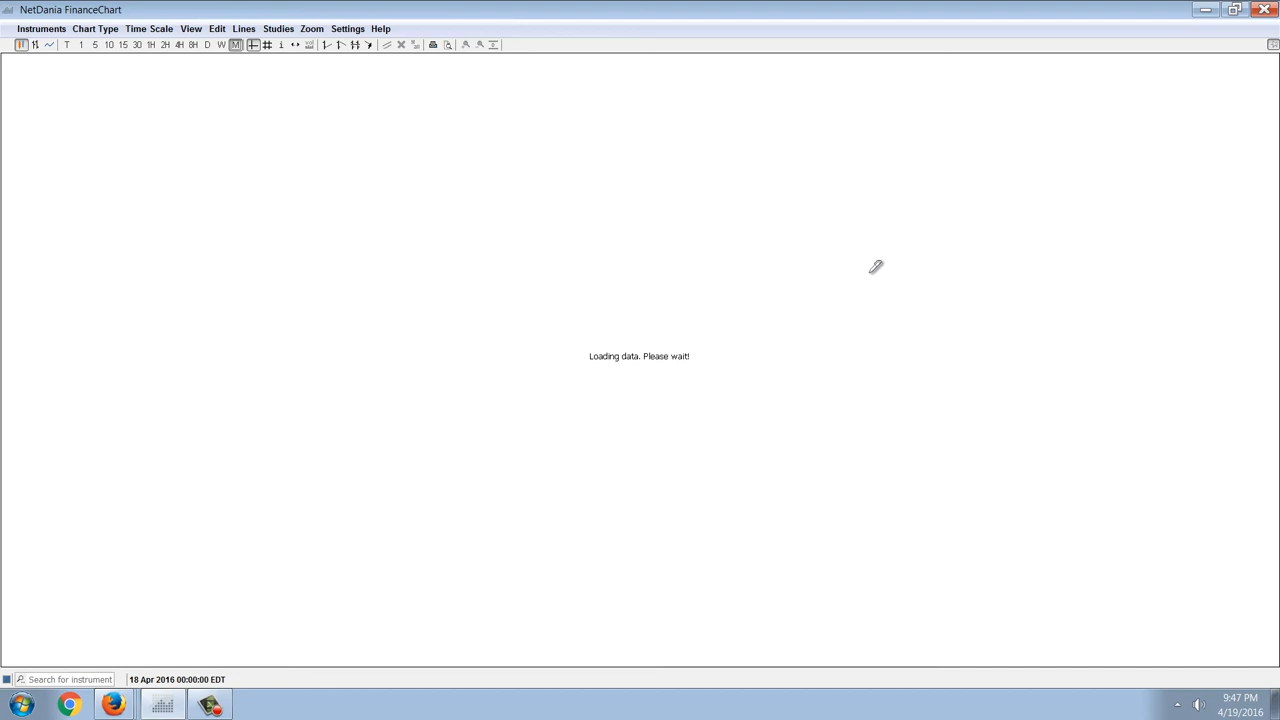 NetDania FinanceChart
Instruments Chart Type Time Scale View Edit Lines Studies Zoom Settings Help
T 1 5 10 15 30 1H 2H 4H 8H D W M
Loading data. Please wait!
Search for instrument 18 Apr 2016 00:00:00 EDT
9:47 PM
4/19/2016